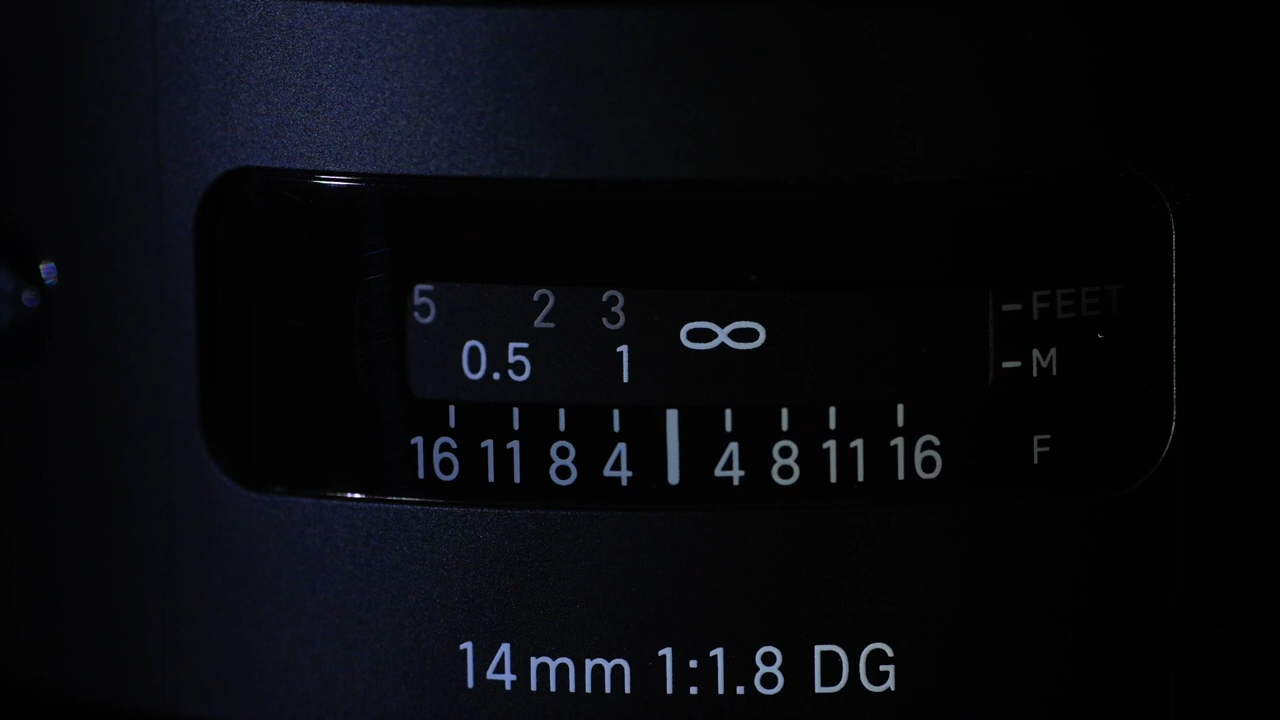 5 2 3 ∞ – FEET
0.5 1 – M
16 11 8 4 4 8 11 16 F
14mm 1:1.8 DG